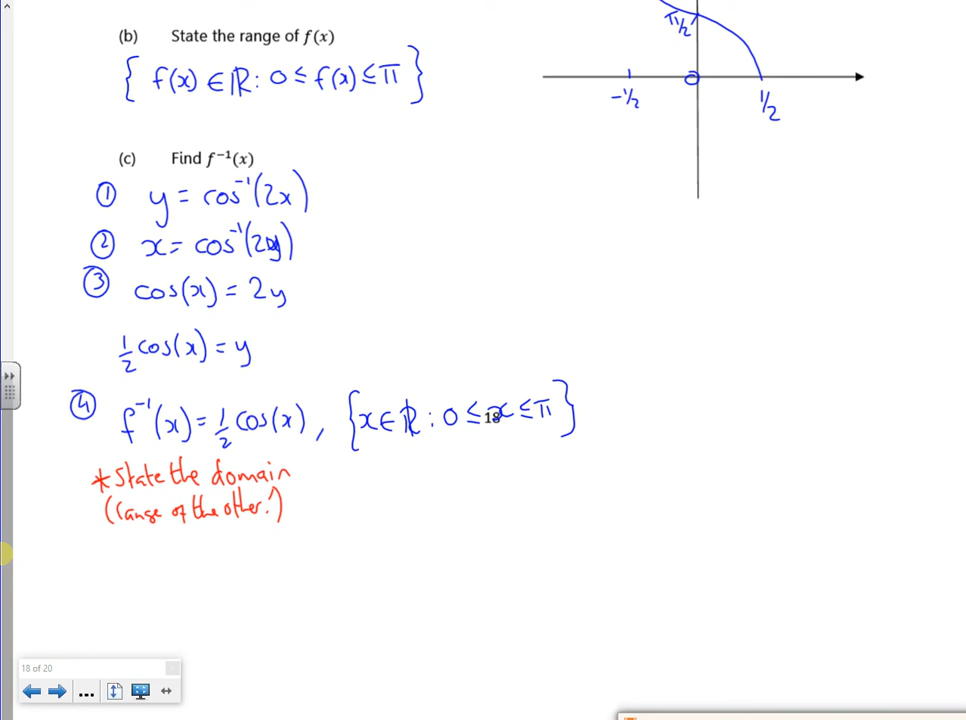 (b) State the range of f(x)
{ f(x) ∈ ℝ : 0 ≤ f(x) ≤ π }
π/2
-1/2 0 1/2
(c) Find f⁻¹(x)
① y = cos⁻¹(2x)
② x = cos⁻¹(2y)
③ cos(x) = 2y
½cos(x) = y
④ f⁻¹(x) = ½cos(x) , {x ∈ ℝ : 0 ≤ x ≤ π}
18
*State the domain
(range of the other!)
18 of 20
...